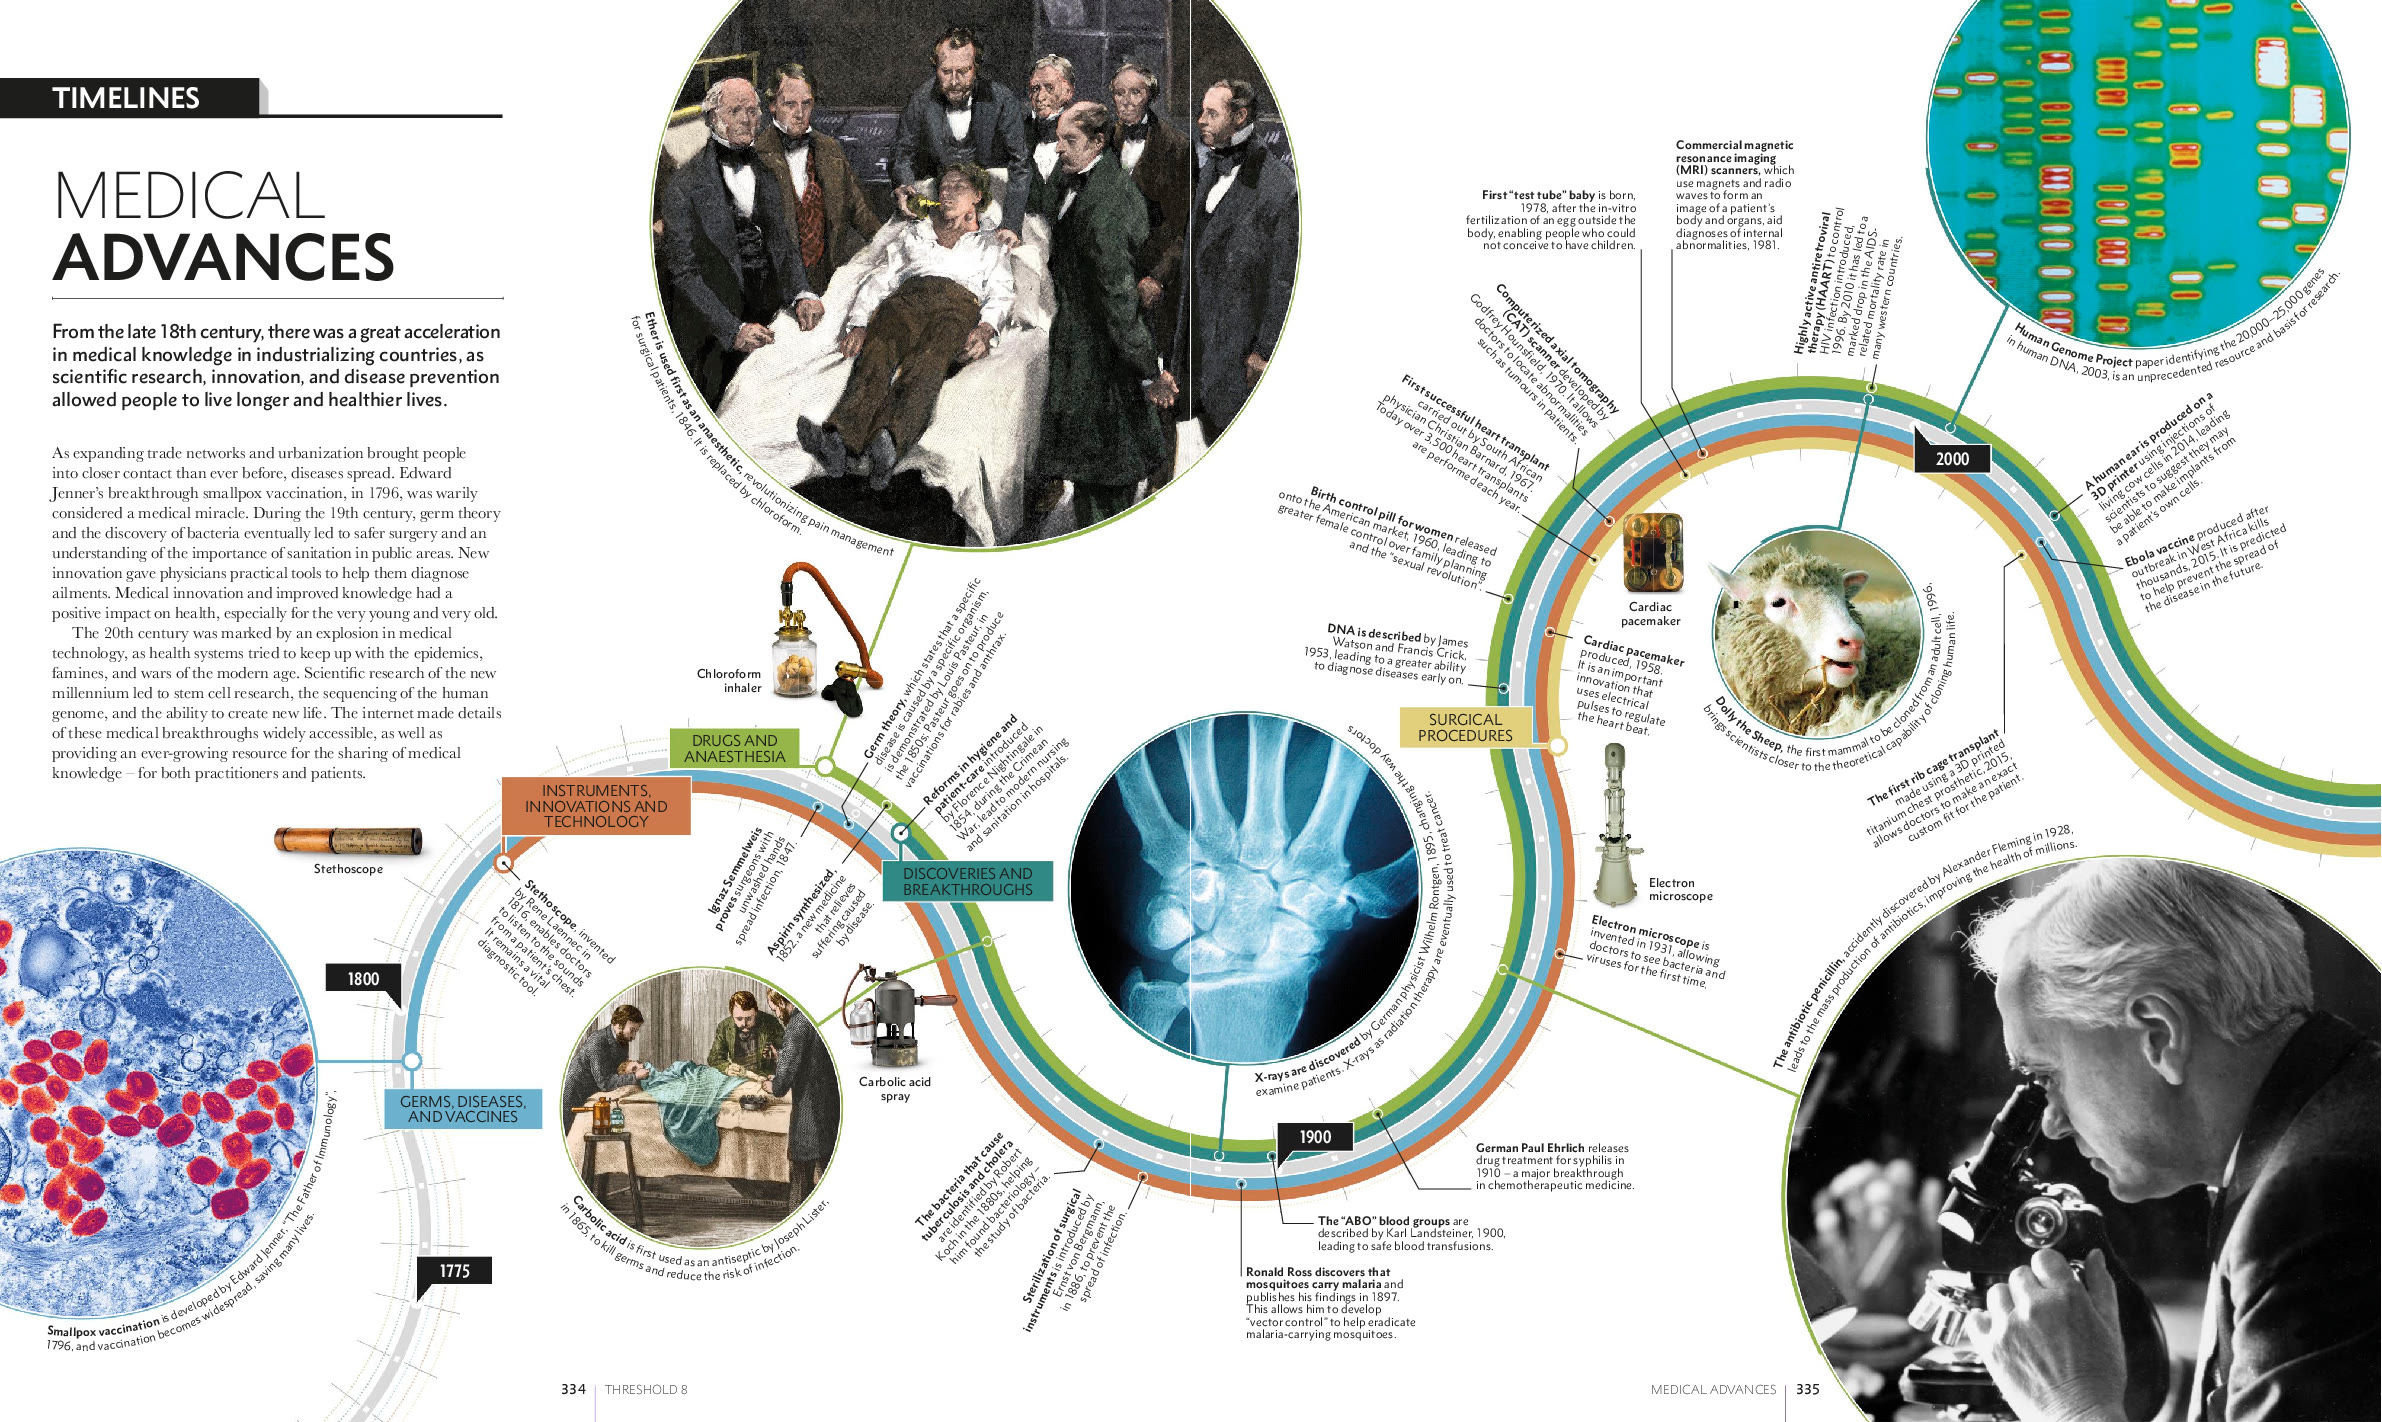 TIMELINES
MEDICAL
ADVANCES
From the late 18th century, there was a great acceleration
in medical knowledge in industrializing countries, as
scientific research, innovation, and disease prevention
allowed people to live longer and healthier lives.
As expanding trade networks and urbanization brought people
into closer contact than ever before, diseases spread. Edward
Jenner's breakthrough smallpox vaccination, in 1796, was warily
considered a medical miracle. During the 19th century, germ theory
and the discovery of bacteria eventually led to safer surgery and an
understanding of the importance of sanitation in public areas. New
innovation gave physicians practical tools to help them diagnose
ailments. Medical innovation and improved knowledge had a
positive impact on health, especially for the very young and very old.
The 20th century was marked by an explosion in medical
technology, as health systems tried to keep up with the epidemics,
famines, and wars of the modern age. Scientific research of the new
millennium led to stem cell research, the sequencing of the human
genome, and the ability to create new life. The internet made details
of these medical breakthroughs widely accessible, as well as
providing an ever-growing resource for the sharing of medical
knowledge – for both practitioners and patients.
1775
Smallpox vaccination is developed by Edward Jenner, "The Father of Immunology",
1796, and vaccination becomes widespread, saving many lives.
GERMS, DISEASES,
AND VACCINES
1800
Stethoscope
INSTRUMENTS,
INNOVATIONS AND
TECHNOLOGY
Stethoscope, invented
by Rene Laennec in
1816, enables doctors
to listen to the sounds
from a patient's chest.
It remains a vital
diagnostic tool.
DRUGS AND
ANAESTHESIA
Ether is used first as an anaesthetic, revolutionizing pain management
for surgical patients, 1846. It is replaced by chloroform.
Chloroform
inhaler
Ignaz Semmelweis
proves surgeons with
unwashed hands
spread infection, 1847.
Germ theory, which states that a specific
disease is caused by a specific organism,
is demonstrated by Louis Pasteur, in
the 1850s. Pasteur goes on to produce
vaccinations for rabies and anthrax.
Aspirin synthesized,
1852, a new medicine
that relieves
suffering caused
by disease.
Reforms in hygiene and
patient-care introduced
by Florence Nightingale in
1854, during the Crimean
War, lead to modern nursing
and sanitation in hospitals.
DISCOVERIES AND
BREAKTHROUGHS
Carbolic acid
spray
Carbolic acid is first used as an antiseptic by Joseph Lister,
in 1865, to kill germs and reduce the risk of infection.
The bacteria that cause
tuberculosis and cholera
are identified by Robert
Koch in the 1880s, helping
him found bacteriology –
the study of bacteria.
Sterilization of surgical
instruments is introduced by
Ernst von Bergmann,
in 1886, to prevent the
spread of infection.
X-rays are discovered by German physicist Wilhelm Rontgen, 1895, changing the way doctors
examine patients. X-rays as radiation therapy are eventually used to treat cancer.
Ronald Ross discovers that
mosquitoes carry malaria and
publishes his findings in 1897.
This allows him to develop
"vector control" to help eradicate
malaria-carrying mosquitoes.
1900
The "ABO" blood groups are
described by Karl Landsteiner, 1900,
leading to safe blood transfusions.
German Paul Ehrlich releases
drug treatment for syphilis in
1910 – a major breakthrough
in chemotherapeutic medicine.
The antibiotic penicillin, accidently discovered by Alexander Fleming in 1928,
leads to the mass production of antibiotics, improving the health of millions.
Electron microscope is
invented in 1931, allowing
doctors to see bacteria and
viruses for the first time.
Electron
microscope
SURGICAL
PROCEDURES
DNA is described by James
Watson and Francis Crick,
1953, leading to a greater ability
to diagnose diseases early on.
Cardiac pacemaker
produced, 1958.
It is an important
innovation that
uses electrical
pulses to regulate
the heart beat.
Cardiac
pacemaker
Birth control pill for women released
onto the American market, 1960, leading to
greater female control over family planning
and the "sexual revolution".
First successful heart transplant
carried out by South African
physician Christian Barnard, 1967.
Today over 3,500 heart transplants
are performed each year.
Computerized axial tomography
(CAT) scanner developed by
Godfrey Hounsfield, 1970. It allows
doctors to locate abnormalities
such as tumours in patients.
First "test tube" baby is born,
1978, after the in-vitro
fertilization of an egg outside the
body, enabling people who could
not conceive to have children.
Commercial magnetic
resonance imaging
(MRI) scanners, which
use magnets and radio
waves to form an
image of a patient's
body and organs, aid
diagnoses of internal
abnormalities, 1981.
Highly active antiretroviral
therapy (HAART) to control
HIV infection introduced,
1996. By 2010 it has led to a
marked drop in the AIDS-
related mortality rate in
many western countries.
Dolly the Sheep, the first mammal to be cloned from an adult cell, 1996,
brings scientists closer to the theoretical capability of cloning human life.
2000
Human Genome Project paper identifying the 20,000–25,000 genes
in human DNA, 2003, is an unprecedented resource and basis for research.
A human ear is produced on a
3D printer using injections of
living cow cells in 2014, leading
scientists to suggest they may
be able to make implants from
a patient's own cells.
Ebola vaccine produced after
outbreak in West Africa kills
thousands, 2015. It is predicted
to help prevent the spread of
the disease in the future.
The first rib cage transplant
made using a 3D printed
titanium chest prosthetic, 2015,
allows doctors to make an exact
custom fit for the patient.
334 THRESHOLD 8
MEDICAL ADVANCES 335